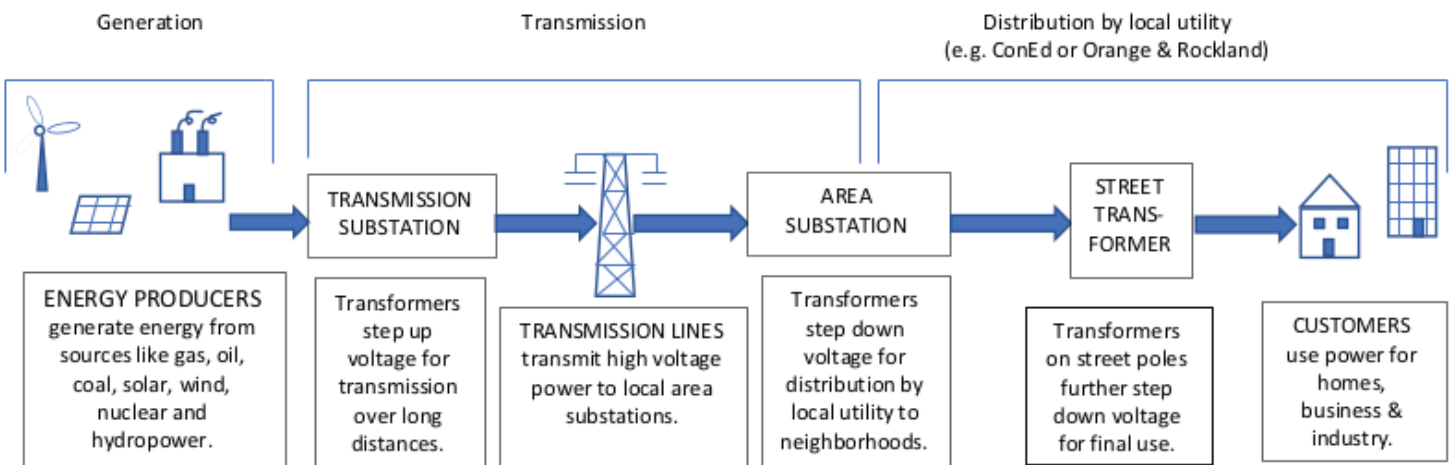 Generation
Transmission
Distribution by local utility
(e.g. ConEd or Orange & Rockland)
TRANSMISSION
SUBSTATION
AREA
SUBSTATION
STREET
TRANS-
FORMER
ENERGY PRODUCERS
generate energy from
sources like gas, oil,
coal, solar, wind,
nuclear and
hydropower.
Transformers
step up
voltage for
transmission
over long
distances.
TRANSMISSION LINES
transmit high voltage
power to local area
substations.
Transformers
step down
voltage for
distribution by
local utility to
neighborhoods.
Transformers
on street poles
further step
down voltage
for final use.
CUSTOMERS
use power for
homes,
business &
industry.